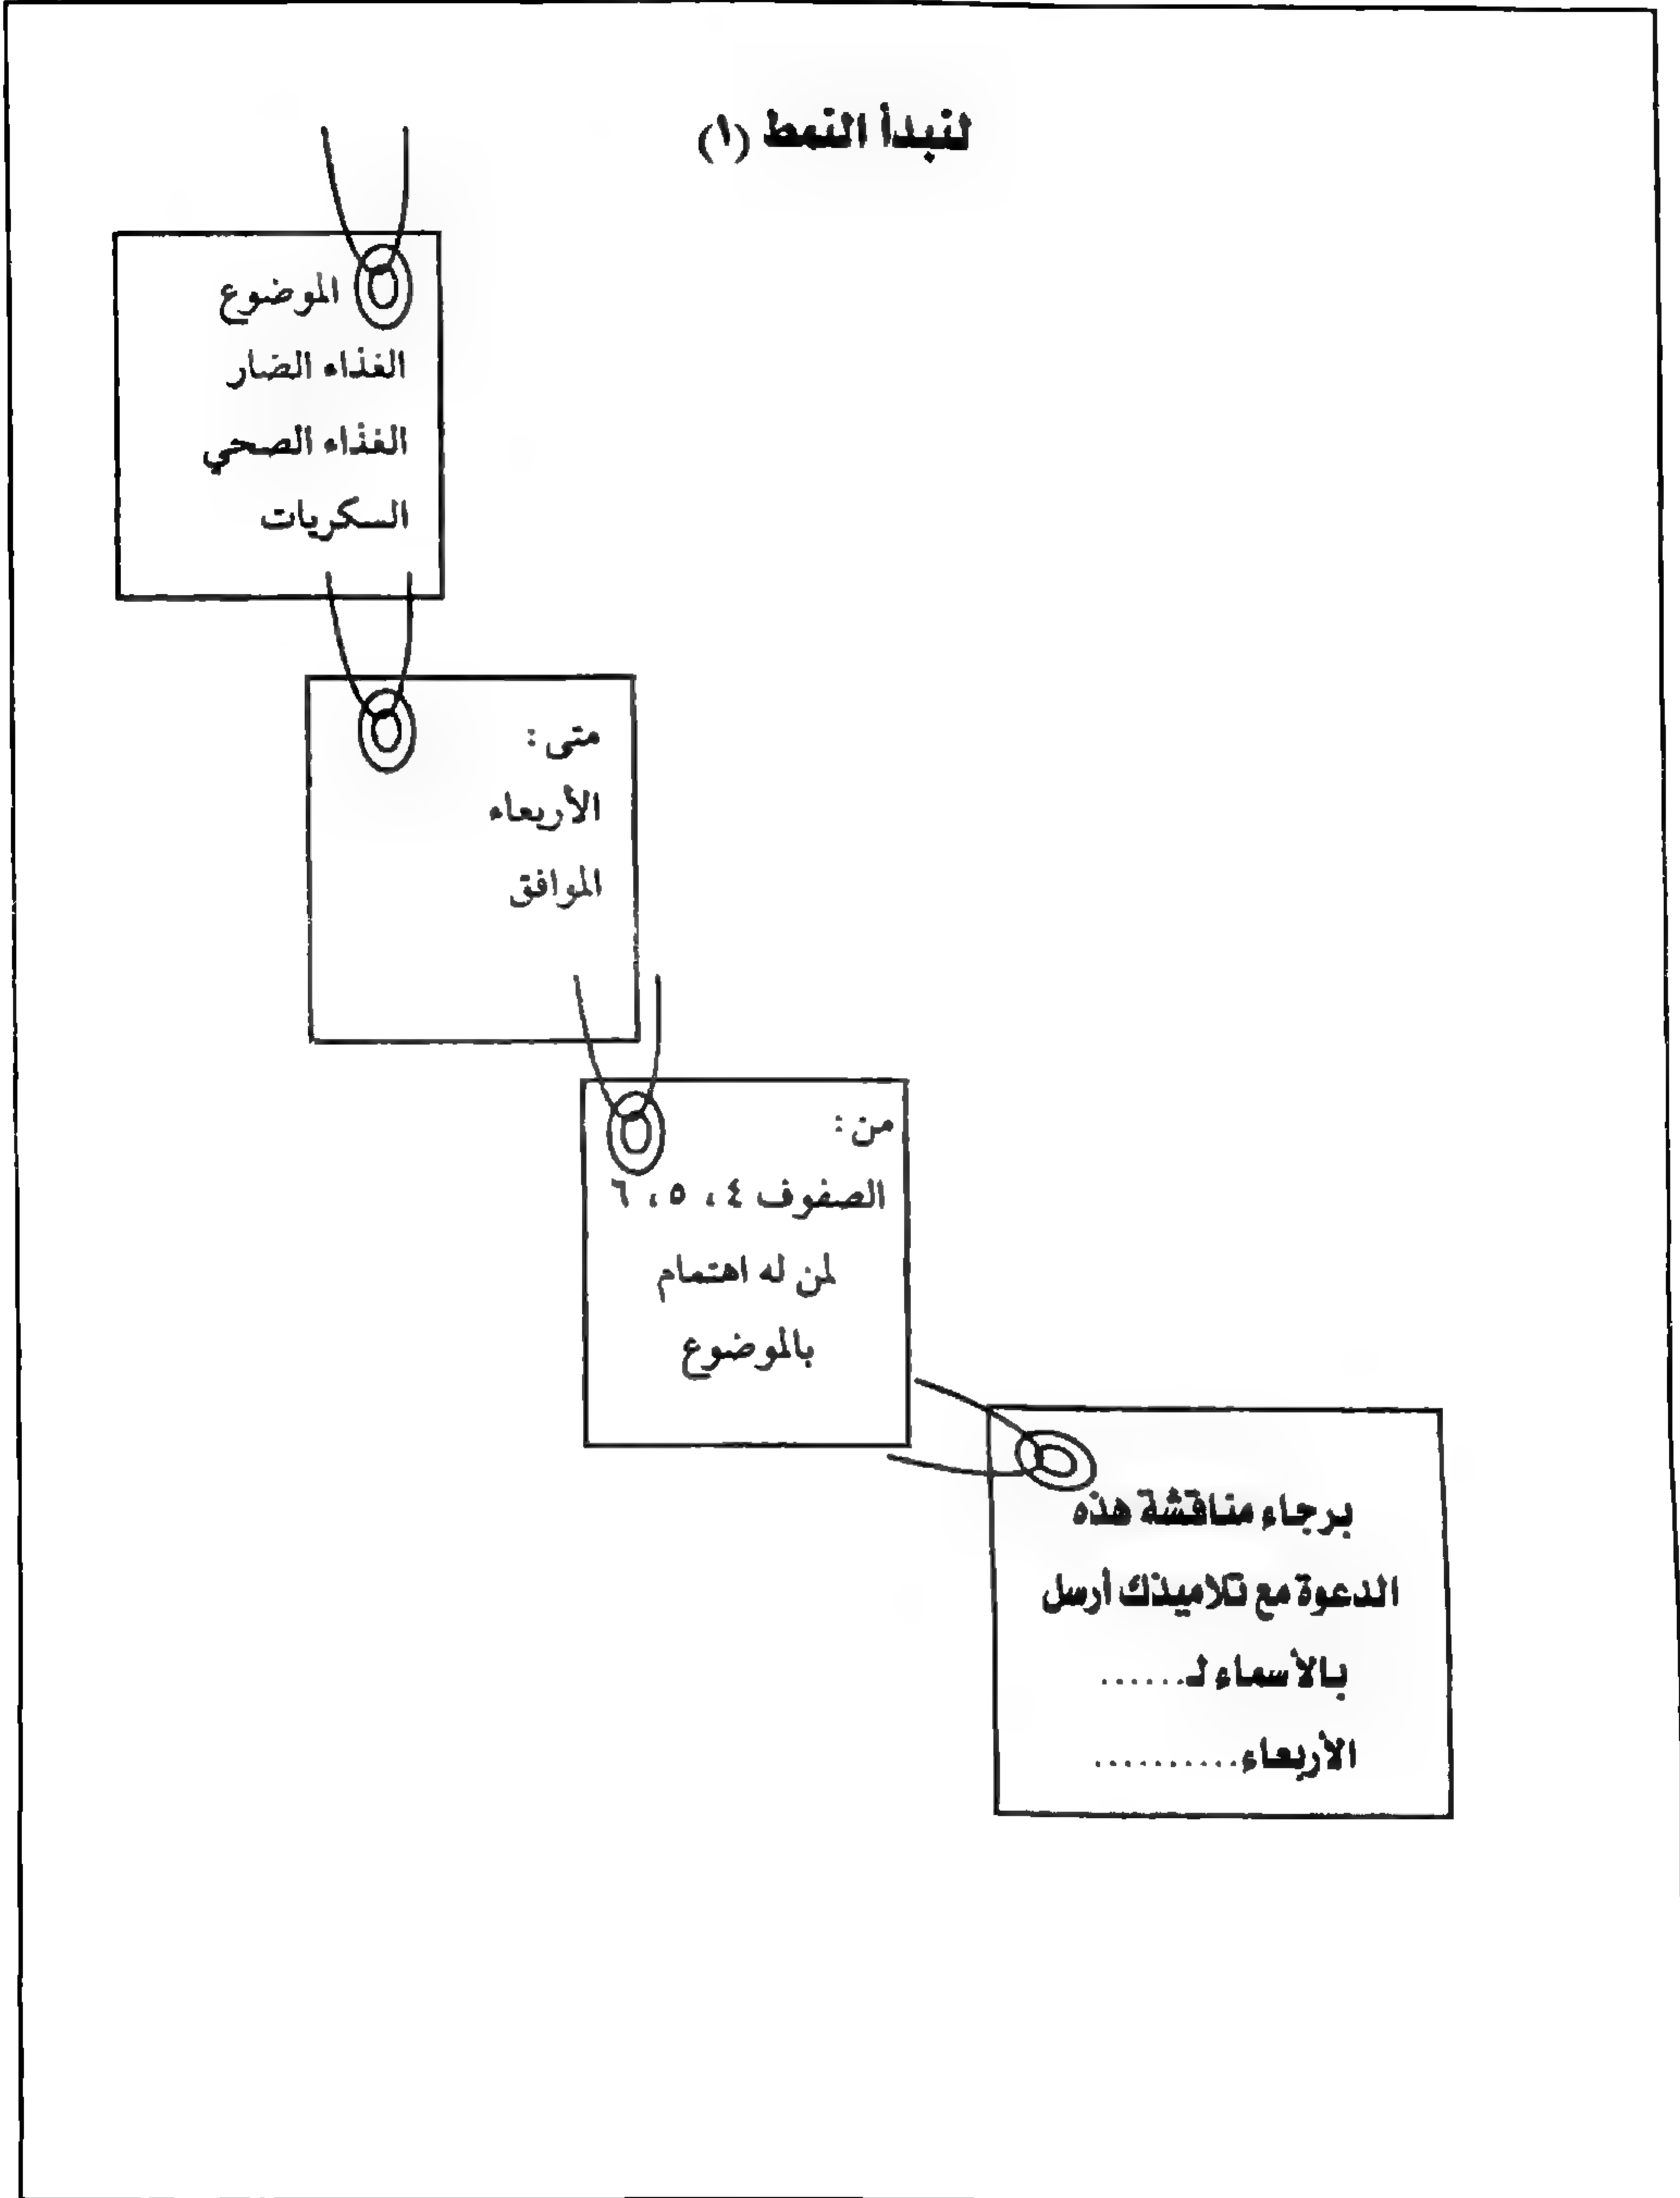 لنبدأ النمط (١)
الموضوع
الغذاء الضار
الغذاء الصحي
السكريات
متى :
الأربعاء
الموافق
من :
الصفوف ٤ ، ٥ ، ٦
لمن له اهتمام
بالموضوع
برجاء مناقشة هذه
الدعوة مع تلاميذك أرسل
بالأسماء لـ......
الأربعاء..........